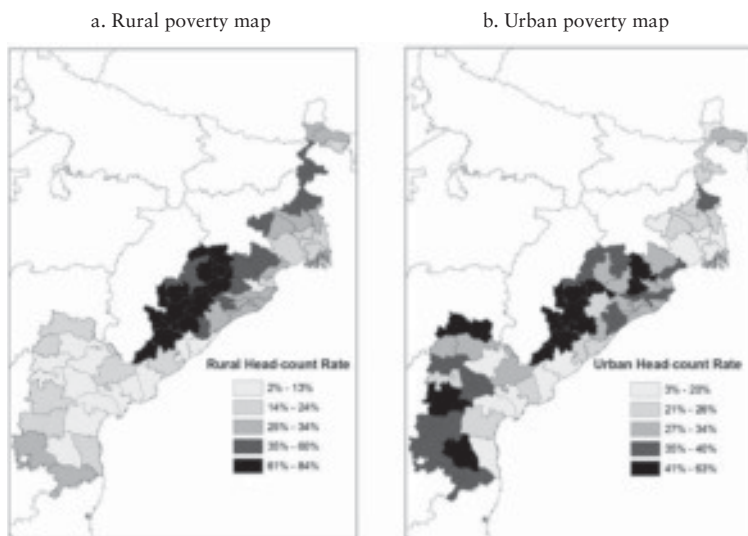 a. Rural poverty map
b. Urban poverty map
Rural Head-count Rate
2% - 13%
14% - 24%
25% - 34%
35% - 60%
61% - 84%
Urban Head-count Rate
3% - 20%
21% - 26%
27% - 34%
35% - 40%
41% - 63%